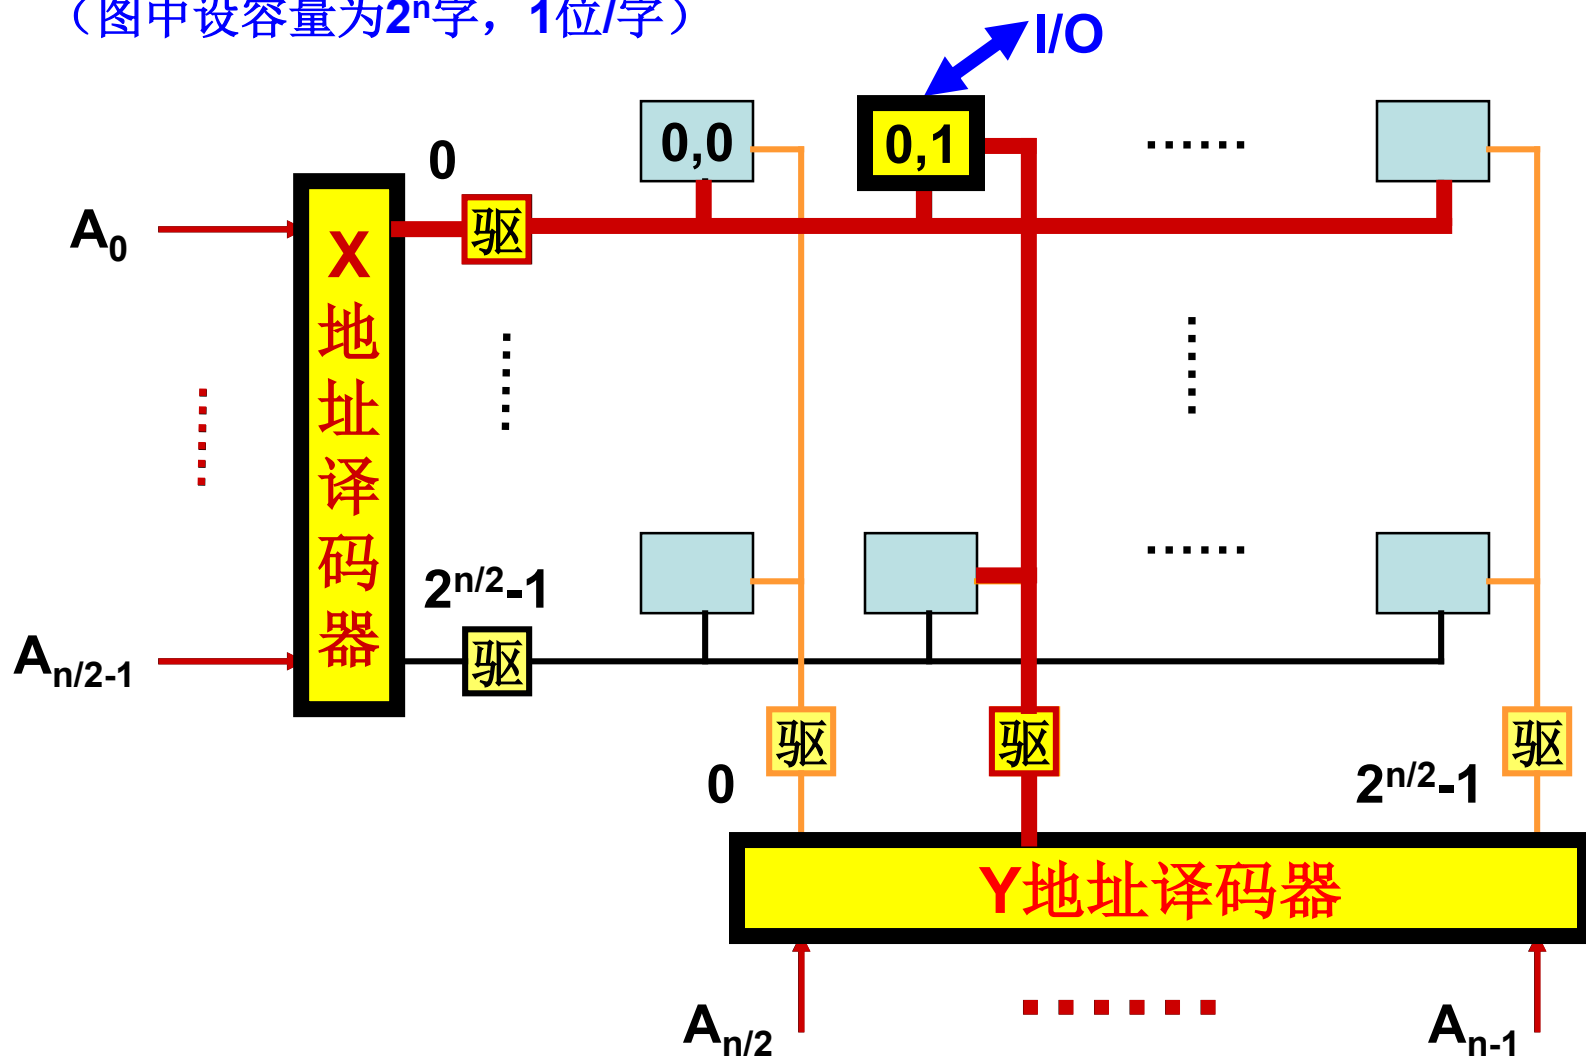 （图中设容量为2ⁿ字，1位/字）
I/O
0
0,0
0,1
……
A₀
驱
X地址译码器
……
……
……
2ⁿ/²-1
……
Aₙ/₂₋₁
驱
驱
驱
驱
0
2ⁿ/²-1
Y地址译码器
Aₙ/₂
……
Aₙ₋₁